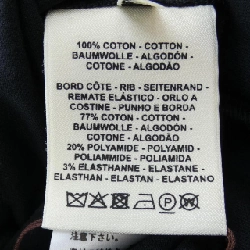 100% COTON - COTTON -
BAUMWOLLE - ALGODÓN -
COTONE - ALGODÃO
BORD CÔTE - RIB - SEITENRAND -
REMATE ELÁSTICO - ORLO A
COSTINE - PUNHO E BORDA
77% COTON - COTTON -
BAUMWOLLE - ALGODÓN -
COTONE - ALGODÃO
20% POLYAMIDE - POLYAMID -
POLIAMMIDE - POLIAMIDA
3% ELASTHANNE - ELASTANE -
ELASTHAN - ELASTAN - ELASTANO
P